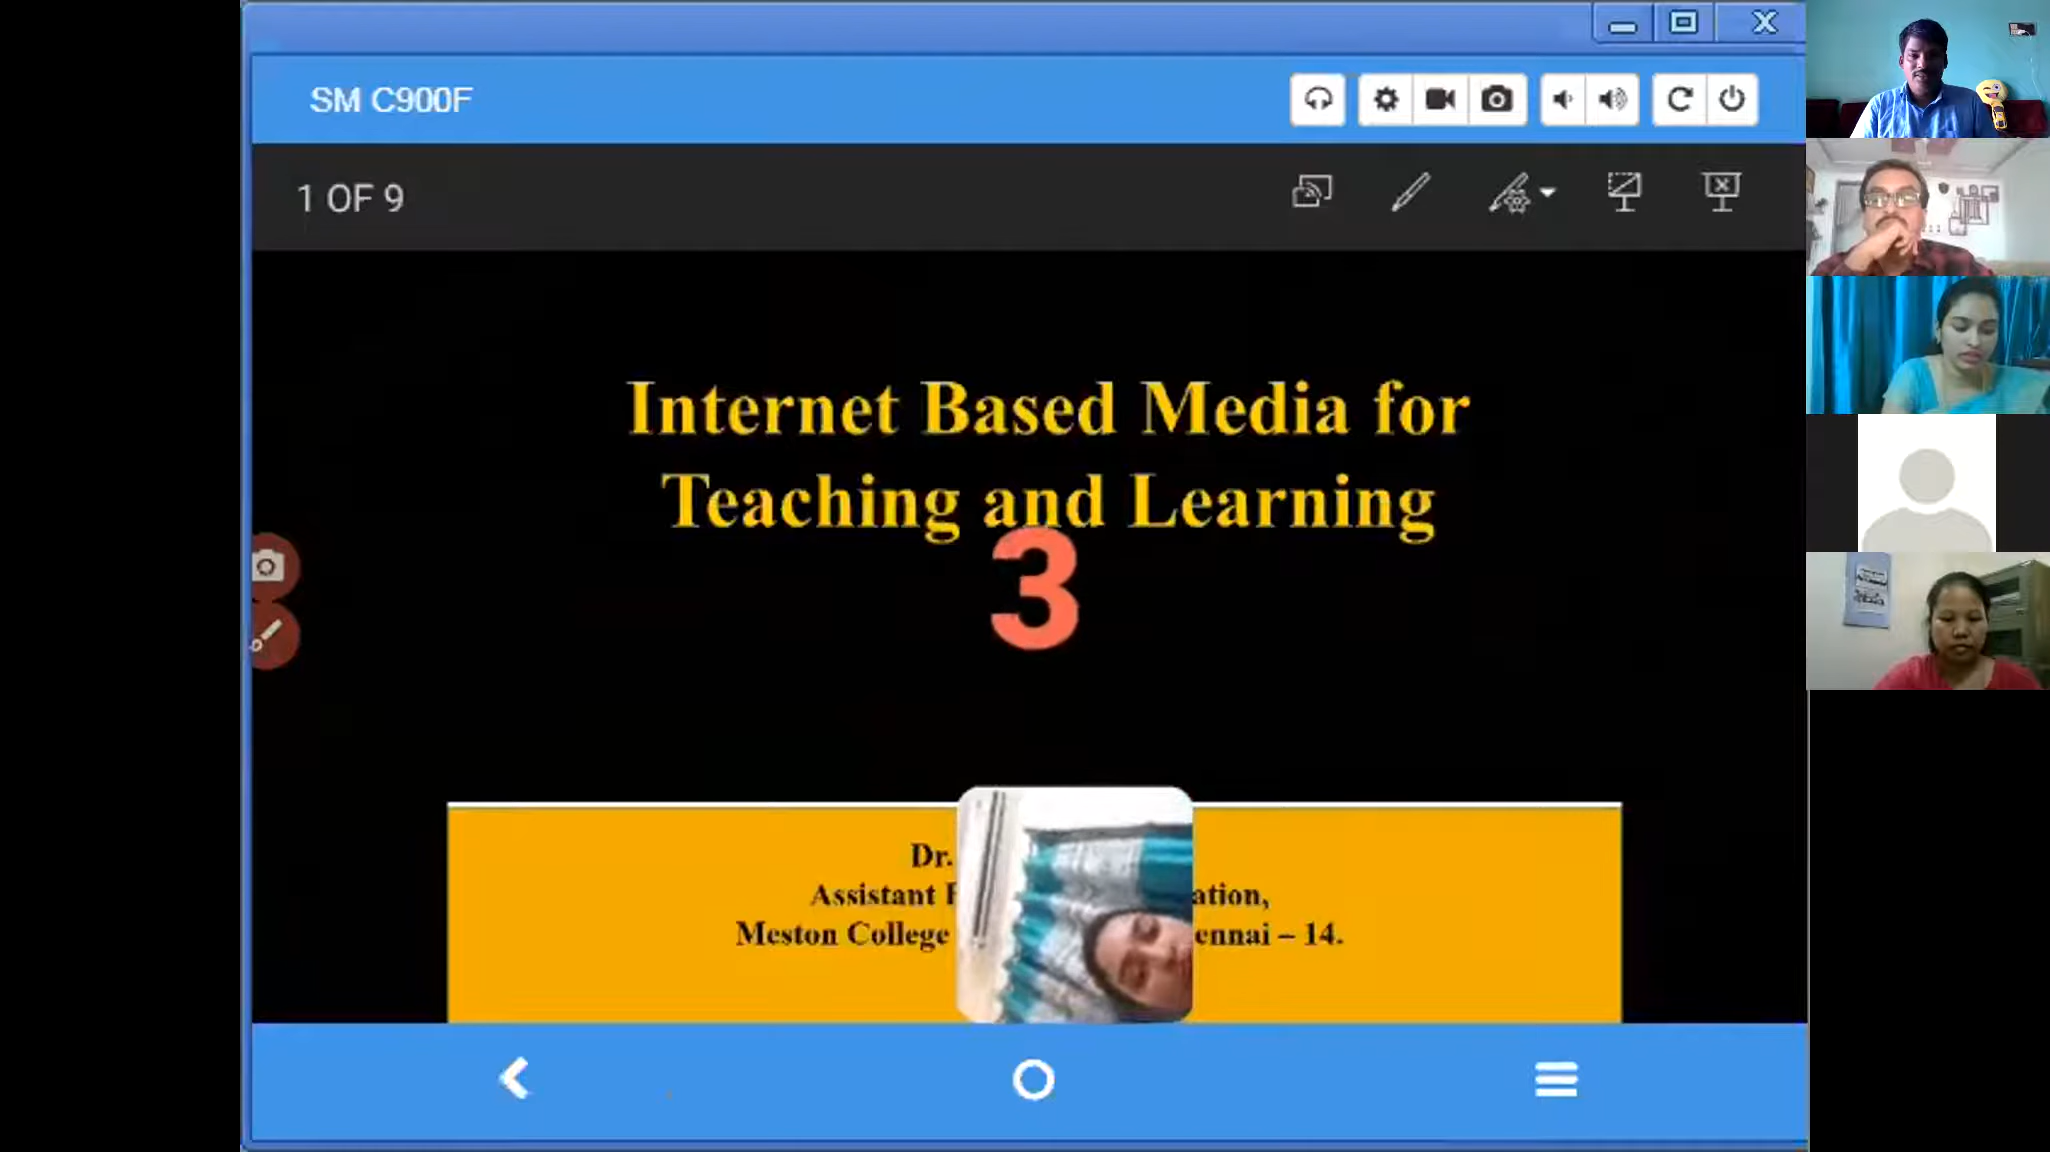 SM C900F
1 OF 9
Internet Based Media for
Teaching and Learning
3
Dr.
Assistant ation,
Meston College ennai – 14.